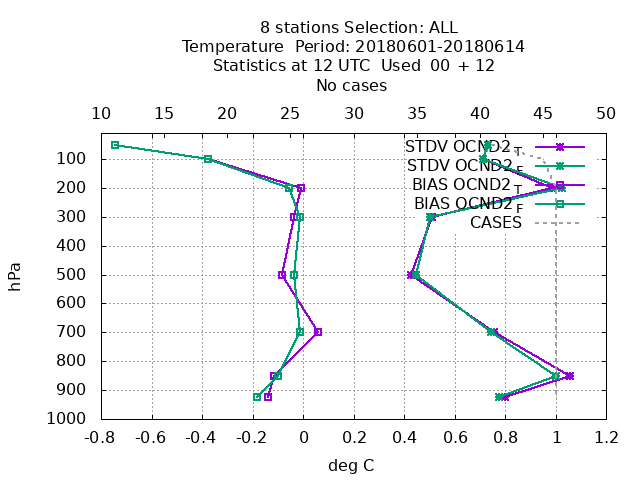 8 stations Selection: ALL
Temperature Period: 20180601-20180614
Statistics at 12 UTC Used 00 + 12
No cases
10 15 20 25 30 35 40 45 50
STDV OCND2_T
STDV OCND2_F
BIAS OCND2_T
BIAS OCND2_F
CASES
100
200
300
400
500
600
700
800
900
1000
hPa
-0.8 -0.6 -0.4 -0.2 0 0.2 0.4 0.6 0.8 1 1.2
deg C